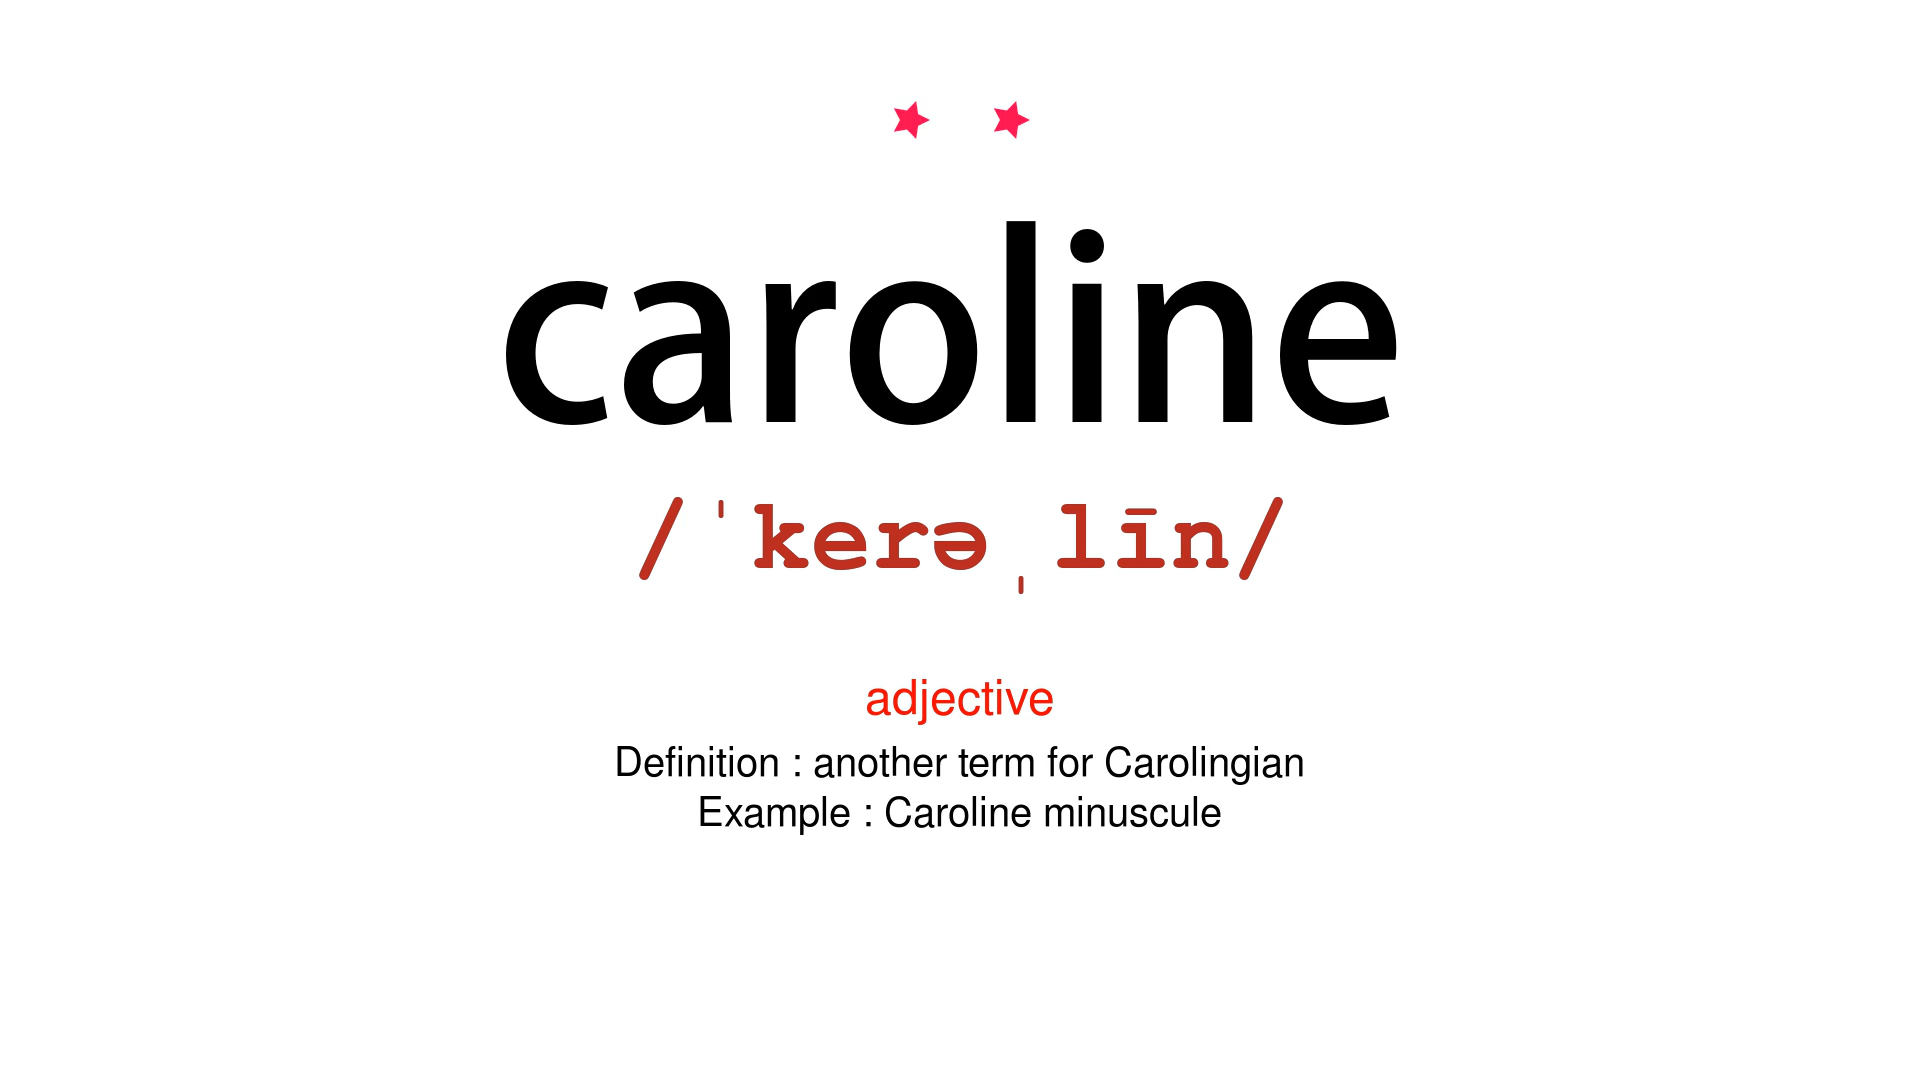 caroline
/ˈkerəˌlīn/
adjective
Definition : another term for Carolingian
Example : Caroline minuscule